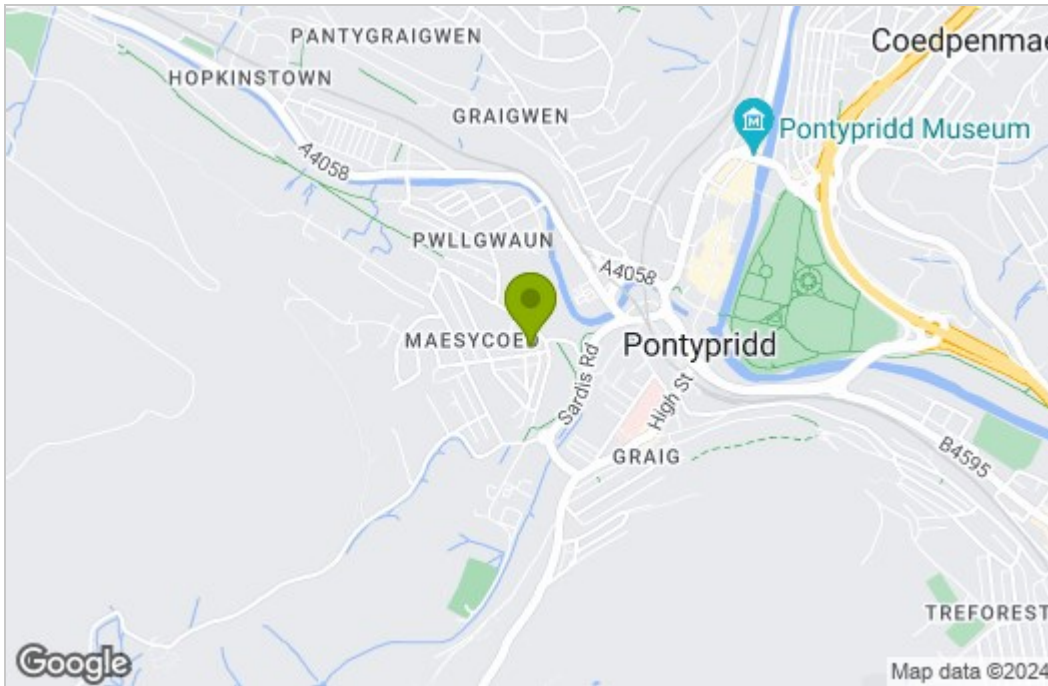 PANTYGRAIGWEN
Coedpenmae
HOPKINSTOWN
GRAIGWEN
M
Pontypridd Museum
A4058
PWLLGWAUN
A4058
MAESYCOED
Pontypridd
Sardis Rd
High St
GRAIG
B4595
TREFOREST
Google
Map data ©2024